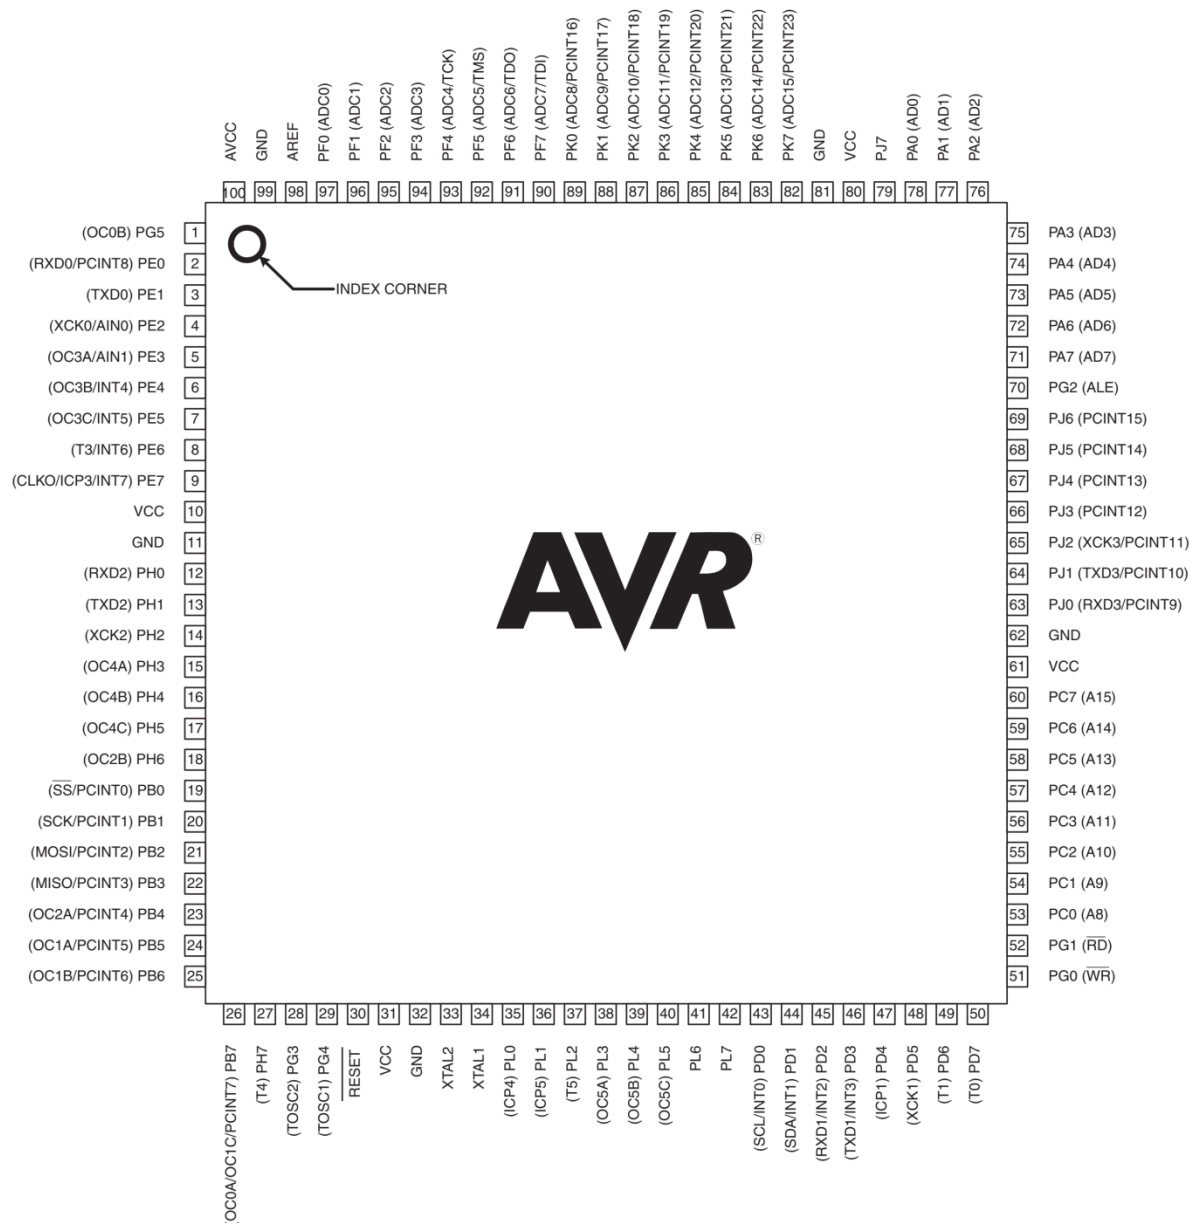 AVCC
GND
AREF
PF0 (ADC0)
PF1 (ADC1)
PF2 (ADC2)
PF3 (ADC3)
PF4 (ADC4/TCK)
PF5 (ADC5/TMS)
PF6 (ADC6/TDO)
PF7 (ADC7/TDI)
PK0 (ADC8/PCINT16)
PK1 (ADC9/PCINT17)
PK2 (ADC10/PCINT18)
PK3 (ADC11/PCINT19)
PK4 (ADC12/PCINT20)
PK5 (ADC13/PCINT21)
PK6 (ADC14/PCINT22)
PK7 (ADC15/PCINT23)
GND
VCC
PJ7
PA0 (AD0)
PA1 (AD1)
PA2 (AD2)
100 99 98 97 96 95 94 93 92 91 90 89 88 87 86 85 84 83 82 81 80 79 78 77 76
(OC0B) PG5 1
(RXD0/PCINT8) PE0 2
(TXD0) PE1 3
(XCK0/AIN0) PE2 4
(OC3A/AIN1) PE3 5
(OC3B/INT4) PE4 6
(OC3C/INT5) PE5 7
(T3/INT6) PE6 8
(CLKO/ICP3/INT7) PE7 9
VCC 10
GND 11
(RXD2) PH0 12
(TXD2) PH1 13
(XCK2) PH2 14
(OC4A) PH3 15
(OC4B) PH4 16
(OC4C) PH5 17
(OC2B) PH6 18
(SS/PCINT0) PB0 19
(SCK/PCINT1) PB1 20
(MOSI/PCINT2) PB2 21
(MISO/PCINT3) PB3 22
(OC2A/PCINT4) PB4 23
(OC1A/PCINT5) PB5 24
(OC1B/PCINT6) PB6 25
INDEX CORNER
AVR®
75 PA3 (AD3)
74 PA4 (AD4)
73 PA5 (AD5)
72 PA6 (AD6)
71 PA7 (AD7)
70 PG2 (ALE)
69 PJ6 (PCINT15)
68 PJ5 (PCINT14)
67 PJ4 (PCINT13)
66 PJ3 (PCINT12)
65 PJ2 (XCK3/PCINT11)
64 PJ1 (TXD3/PCINT10)
63 PJ0 (RXD3/PCINT9)
62 GND
61 VCC
60 PC7 (A15)
59 PC6 (A14)
58 PC5 (A13)
57 PC4 (A12)
56 PC3 (A11)
55 PC2 (A10)
54 PC1 (A9)
53 PC0 (A8)
52 PG1 (RD)
51 PG0 (WR)
26 27 28 29 30 31 32 33 34 35 36 37 38 39 40 41 42 43 44 45 46 47 48 49 50
(OC0A/OC1C/PCINT7) PB7
(T4) PH7
(TOSC2) PG3
(TOSC1) PG4
RESET
VCC
GND
XTAL2
XTAL1
(ICP4) PL0
(ICP5) PL1
(T5) PL2
(OC5A) PL3
(OC5B) PL4
(OC5C) PL5
PL6
PL7
(SCL/INT0) PD0
(SDA/INT1) PD1
(RXD1/INT2) PD2
(TXD1/INT3) PD3
(ICP1) PD4
(XCK1) PD5
(T1) PD6
(T0) PD7